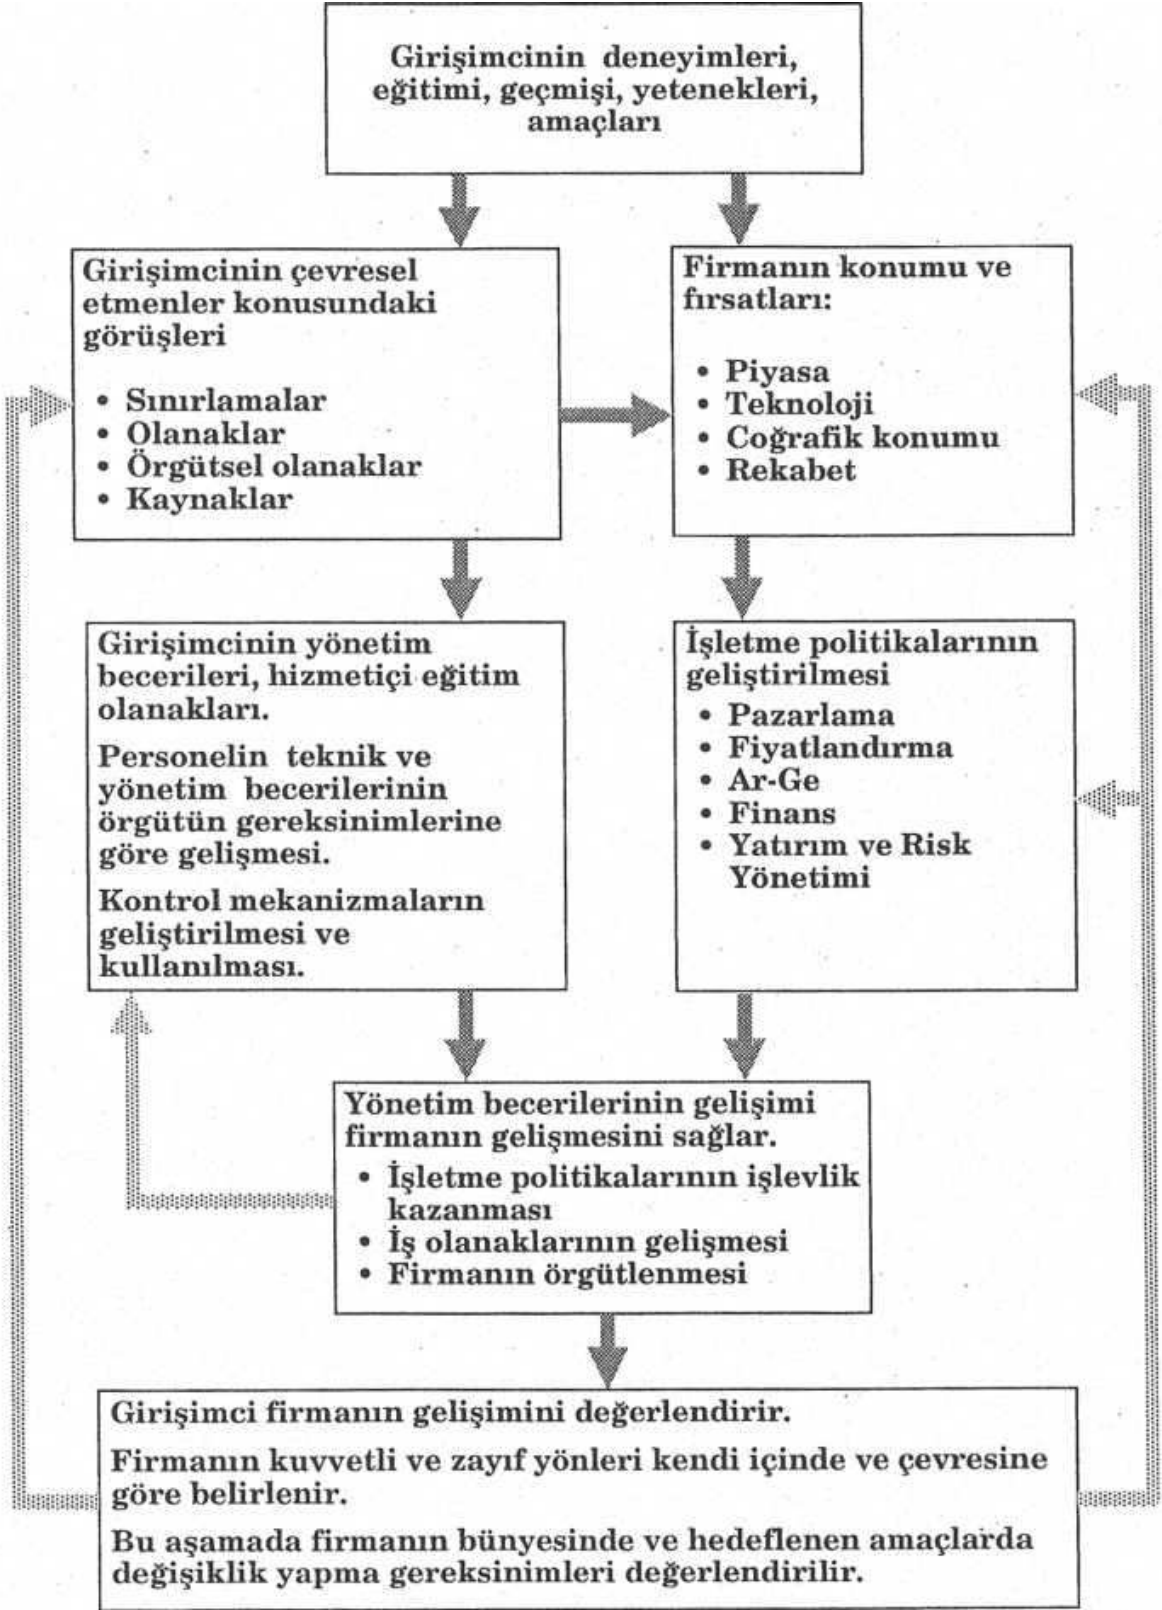 Girişimcinin deneyimleri,
eğitimi, geçmişi, yetenekleri,
amaçları
Girişimcinin çevresel
etmenler konusundaki
görüşleri
• Sınırlamalar
• Olanaklar
• Örgütsel olanaklar
• Kaynaklar
Firmanın konumu ve
fırsatları:
• Piyasa
• Teknoloji
• Coğrafik konumu
• Rekabet
Girişimcinin yönetim
becerileri, hizmetiçi eğitim
olanakları.
Personelin teknik ve
yönetim becerilerinin
örgütün gereksinimlerine
göre gelişmesi.
Kontrol mekanizmaların
geliştirilmesi ve
kullanılması.
İşletme politikalarının
geliştirilmesi
• Pazarlama
• Fiyatlandırma
• Ar-Ge
• Finans
• Yatırım ve Risk
Yönetimi
Yönetim becerilerinin gelişimi
firmanın gelişmesini sağlar.
• İşletme politikalarının işlevlik
kazanması
• İş olanaklarının gelişmesi
• Firmanın örgütlenmesi
Girişimci firmanın gelişimini değerlendirir.
Firmanın kuvvetli ve zayıf yönleri kendi içinde ve çevresine
göre belirlenir.
Bu aşamada firmanın bünyesinde ve hedeflenen amaçlarda
değişiklik yapma gereksinimleri değerlendirilir.